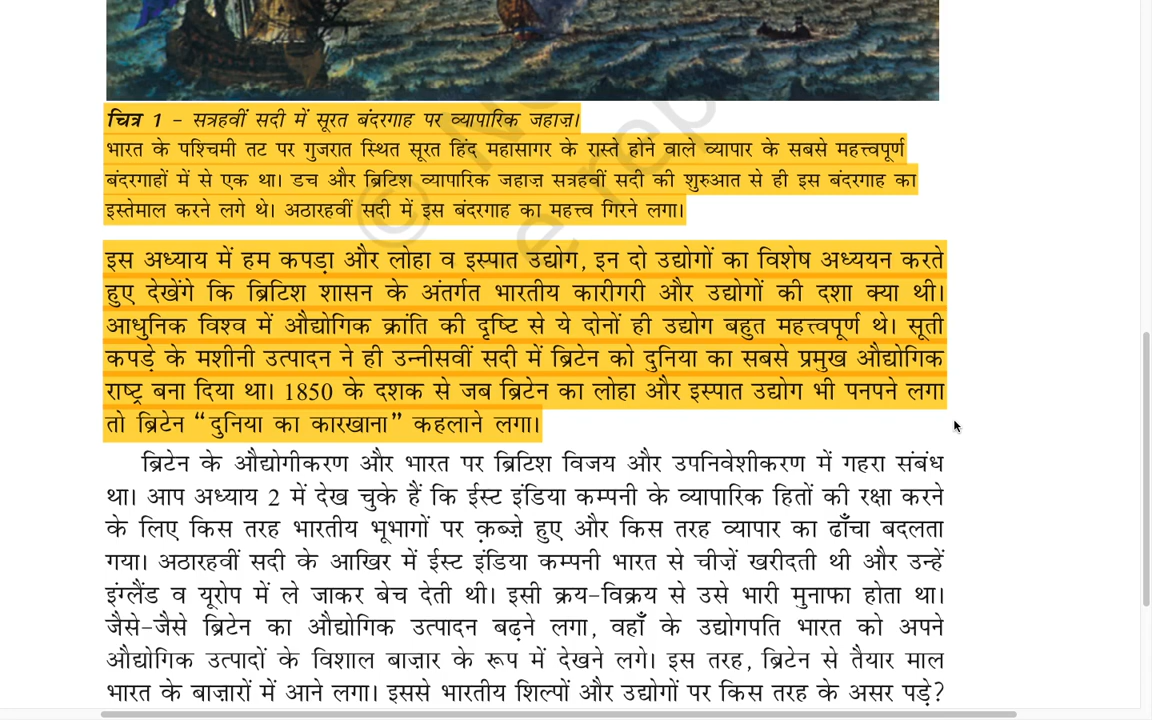 चित्र 1 – सत्रहवीं सदी में सूरत बंदरगाह पर व्यापारिक जहाज़।
भारत के पश्चिमी तट पर गुजरात स्थित सूरत हिंद महासागर के रास्ते होने वाले व्यापार के सबसे महत्त्वपूर्ण
बंदरगाहों में से एक था। डच और ब्रिटिश व्यापारिक जहाज़ सत्रहवीं सदी की शुरुआत से ही इस बंदरगाह का
इस्तेमाल करने लगे थे। अठारहवीं सदी में इस बंदरगाह का महत्त्व गिरने लगा।
इस अध्याय में हम कपड़ा और लोहा व इस्पात उद्योग, इन दो उद्योगों का विशेष अध्ययन करते
हुए देखेंगे कि ब्रिटिश शासन के अंतर्गत भारतीय कारीगरी और उद्योगों की दशा क्या थी।
आधुनिक विश्व में औद्योगिक क्रांति की दृष्टि से ये दोनों ही उद्योग बहुत महत्त्वपूर्ण थे। सूती
कपड़े के मशीनी उत्पादन ने ही उन्नीसवीं सदी में ब्रिटेन को दुनिया का सबसे प्रमुख औद्योगिक
राष्ट्र बना दिया था। 1850 के दशक से जब ब्रिटेन का लोहा और इस्पात उद्योग भी पनपने लगा
तो ब्रिटेन “दुनिया का कारखाना” कहलाने लगा।
ब्रिटेन के औद्योगीकरण और भारत पर ब्रिटिश विजय और उपनिवेशीकरण में गहरा संबंध
था। आप अध्याय 2 में देख चुके हैं कि ईस्ट इंडिया कम्पनी के व्यापारिक हितों की रक्षा करने
के लिए किस तरह भारतीय भूभागों पर क़ब्ज़े हुए और किस तरह व्यापार का ढाँचा बदलता
गया। अठारहवीं सदी के आखिर में ईस्ट इंडिया कम्पनी भारत से चीज़ें खरीदती थी और उन्हें
इंग्लैंड व यूरोप में ले जाकर बेच देती थी। इसी क्रय–विक्रय से उसे भारी मुनाफा होता था।
जैसे–जैसे ब्रिटेन का औद्योगिक उत्पादन बढ़ने लगा, वहाँ के उद्योगपति भारत को अपने
औद्योगिक उत्पादों के विशाल बाज़ार के रूप में देखने लगे। इस तरह, ब्रिटेन से तैयार माल
भारत के बाज़ारों में आने लगा। इससे भारतीय शिल्पों और उद्योगों पर किस तरह के असर पड़े?